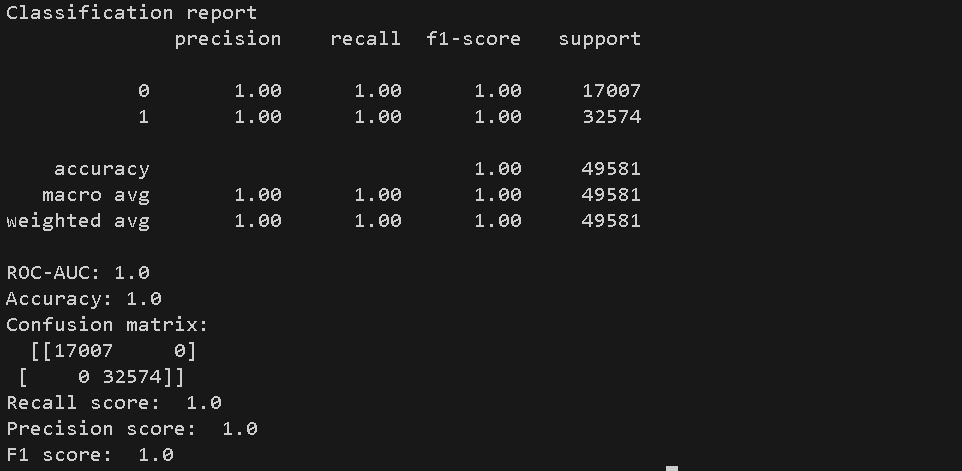 Classification report
precision recall f1-score support
0 1.00 1.00 1.00 17007
1 1.00 1.00 1.00 32574
accuracy 1.00 49581
macro avg 1.00 1.00 1.00 49581
weighted avg 1.00 1.00 1.00 49581
ROC-AUC: 1.0
Accuracy: 1.0
Confusion matrix:
[[17007 0]
[ 0 32574]]
Recall score: 1.0
Precision score: 1.0
F1 score: 1.0